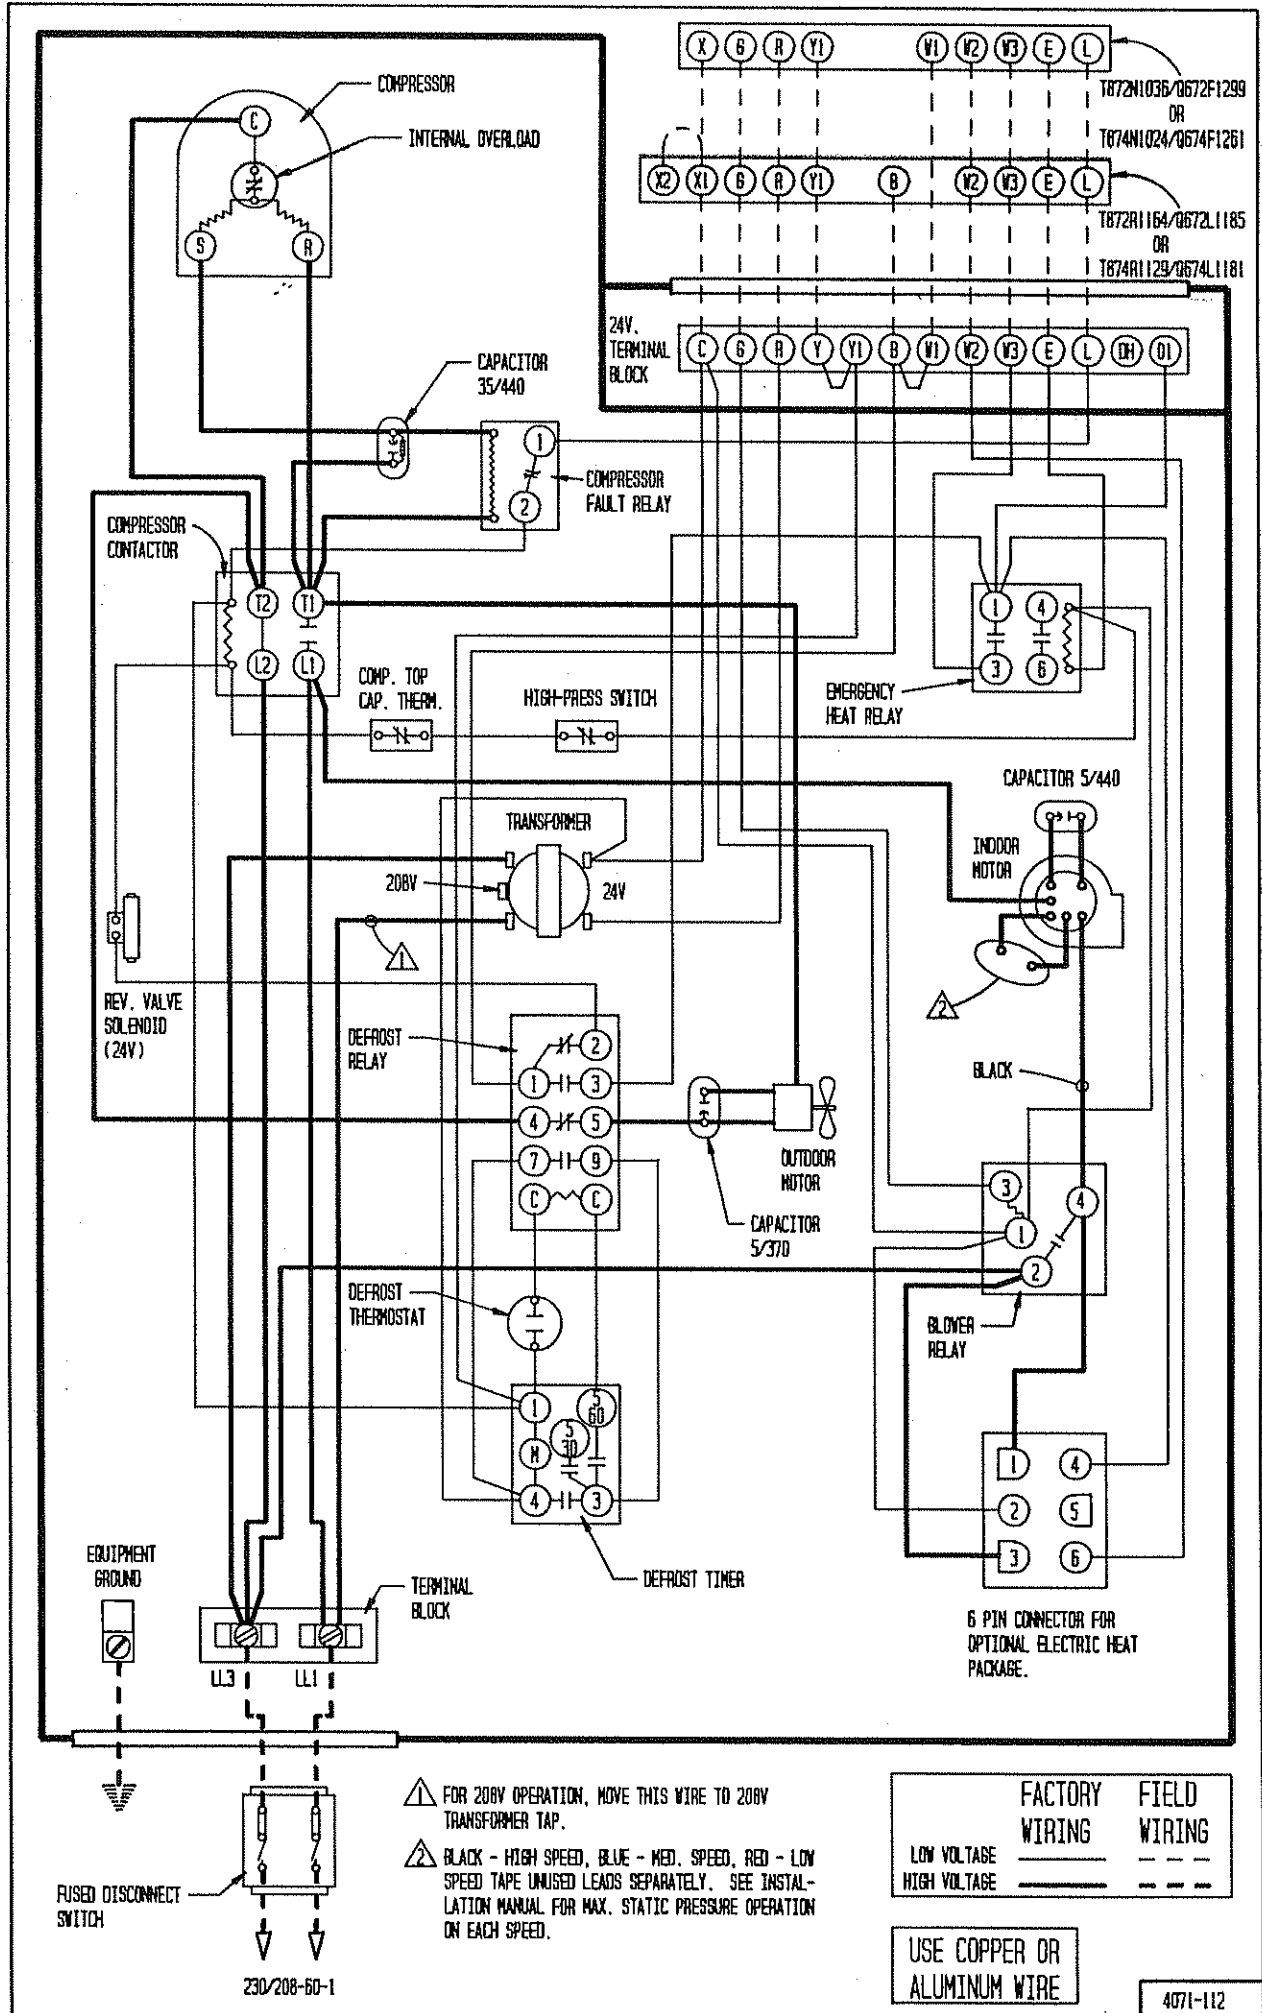 X G R Y1 W1 W2 W3 E L
T872N1036/Q672F1299
OR
T874N1024/Q674F1261
COMPRESSOR
INTERNAL OVERLOAD
C
S R
X2 X1 G R Y1 B W2 W3 E L
T872R1164/Q672L1185
OR
T874R1129/Q674L1181
24V.
TERMINAL
BLOCK
C G R Y Y1 B W1 W2 W3 E L DH O1
CAPACITOR
35/440
1
2
COMPRESSOR
FAULT RELAY
COMPRESSOR
CONTACTOR
T2 T1
L2 L1
COMP. TOP
CAP. THERM.
HIGH-PRESS SWITCH
1 4
3 6
EMERGENCY
HEAT RELAY
CAPACITOR 5/440
INDOOR
MOTOR
TRANSFORMER
208V
24V
1
2
REV. VALVE
SOLENOID
(24V)
DEFROST
RELAY
2
1 3
4 5
7 9
C C
BLACK
OUTDOOR
MOTOR
CAPACITOR
5/370
3
4
1
2
BLOWER
RELAY
DEFROST
THERMOSTAT
1
5
60
5
30
M
4 3
DEFROST TIMER
1 4
2 5
3 6
6 PIN CONNECTOR FOR
OPTIONAL ELECTRIC HEAT
PACKAGE.
EQUIPMENT
GROUND
TERMINAL
BLOCK
LL3 LL1
FUSED DISCONNECT
SWITCH
230/208-60-1
1 FOR 208V OPERATION, MOVE THIS WIRE TO 208V
TRANSFORMER TAP.
2 BLACK - HIGH SPEED, BLUE - MED. SPEED, RED - LOW
SPEED TAPE UNUSED LEADS SEPARATELY. SEE INSTAL-
LATION MANUAL FOR MAX. STATIC PRESSURE OPERATION
ON EACH SPEED.
FACTORY FIELD
WIRING WIRING
LOW VOLTAGE
HIGH VOLTAGE
USE COPPER OR
ALUMINUM WIRE
4071-112